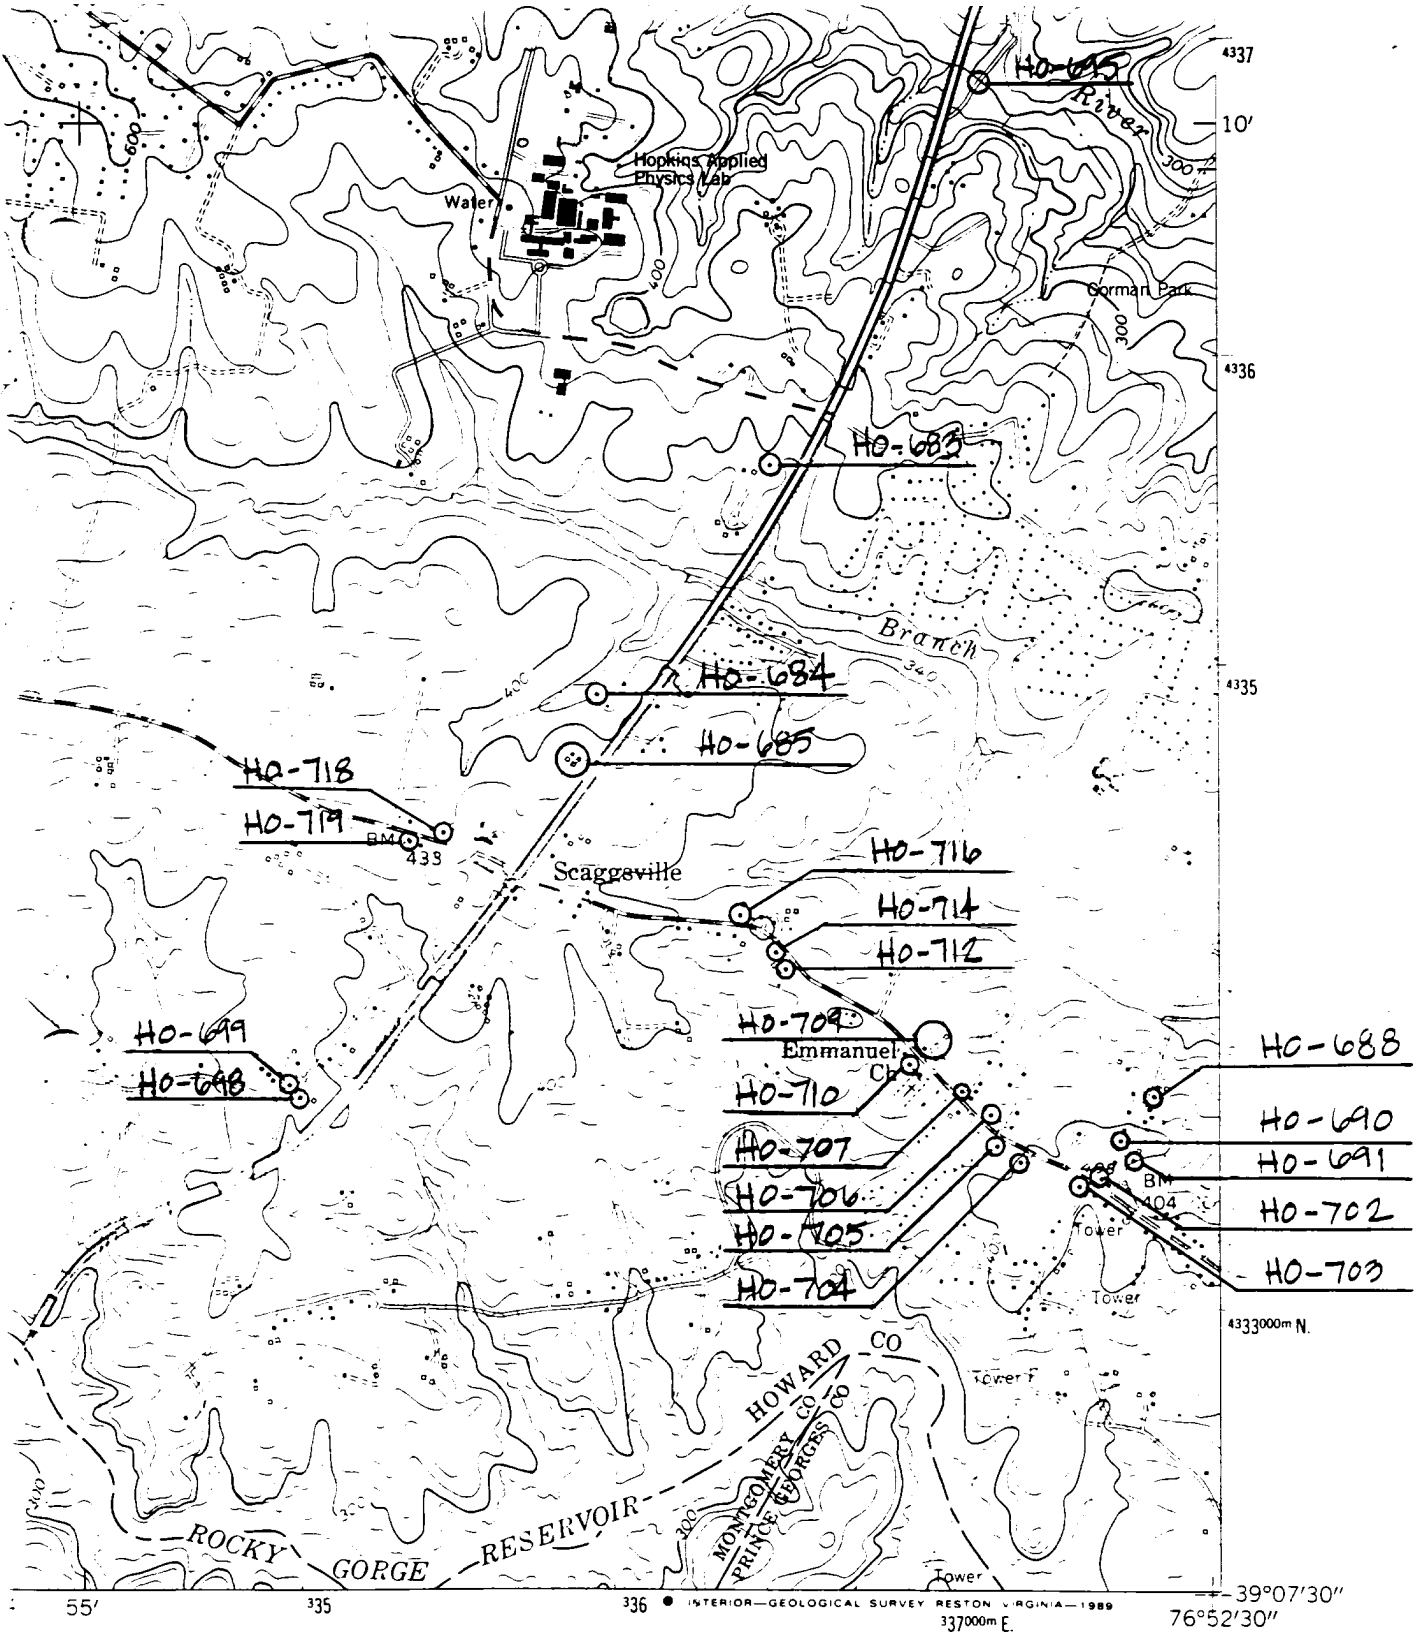 4337
HO-695
River
10'
600
Hopkins Applied
Physics Lab
300
Water
400
Gorman Park
300
4336
HO-683
Branch
340
HO-684
400
4335
HO-685
HO-718
HO-719
BM
433
Scaggsville
HO-716
HO-714
HO-712
HO-709
Emmanuel
Ch
HO-699
HO-698
HO-688
400
HO-710
HO-690
HO-707
HO-691
BM
404
HO-706
HO-702
HO-705
Tower
HO-703
HO-704
Tower
4333000m N.
HOWARD CO
Tower
MONTGOMERY CO
PRINCE GEORGES CO
300
300
ROCKY GORGE RESERVOIR
Tower
39°07'30"
55'
335
336
INTERIOR—GEOLOGICAL SURVEY RESTON VIRGINIA—1989
337000m E.
76°52'30"